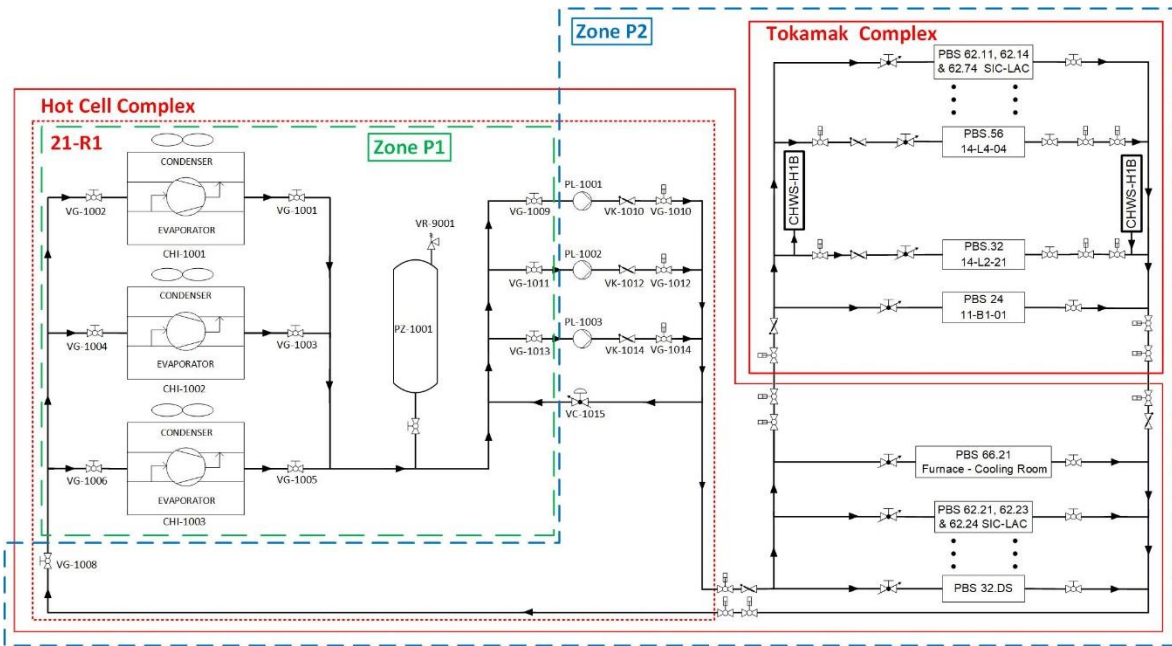 Zone P2
Tokamak Complex
PBS 62.11, 62.14
& 62.74 SIC-LAC
Hot Cell Complex
21-R1
Zone P1
CONDENSER
EVAPORATOR
VG-1002
VG-1001
CHI-1001
VR-9001
PL-1001
VG-1009
VK-1010
VG-1010
PBS.56
14-L4-04
CHWS-H1B
CHWS-H1B
CONDENSER
EVAPORATOR
VG-1004
VG-1003
CHI-1002
PZ-1001
PL-1002
VG-1011
VK-1012
VG-1012
PBS.32
14-L2-21
PL-1003
VG-1013
VK-1014
VG-1014
PBS 24
11-B1-01
VC-1015
CONDENSER
EVAPORATOR
VG-1006
VG-1005
CHI-1003
PBS 66.21
Furnace - Cooling Room
PBS 62.21, 62.23
& 62.24 SIC-LAC
VG-1008
PBS 32.DS